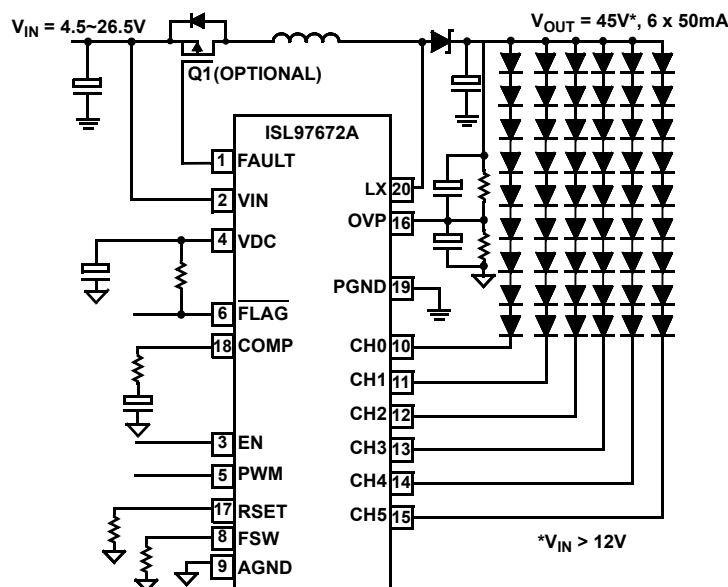 V_IN = 4.5~26.5V*
V_OUT = 45V*, 6 x 50mA
Q1(OPTIONAL)
ISL97672A
1 FAULT
2 VIN
4 VDC
6 FLAG
18 COMP
3 EN
5 PWM
17 RSET
8 FSW
9 AGND
LX 20
OVP 16
PGND 19
CH0 10
CH1 11
CH2 12
CH3 13
CH4 14
CH5 15
*V_IN > 12V